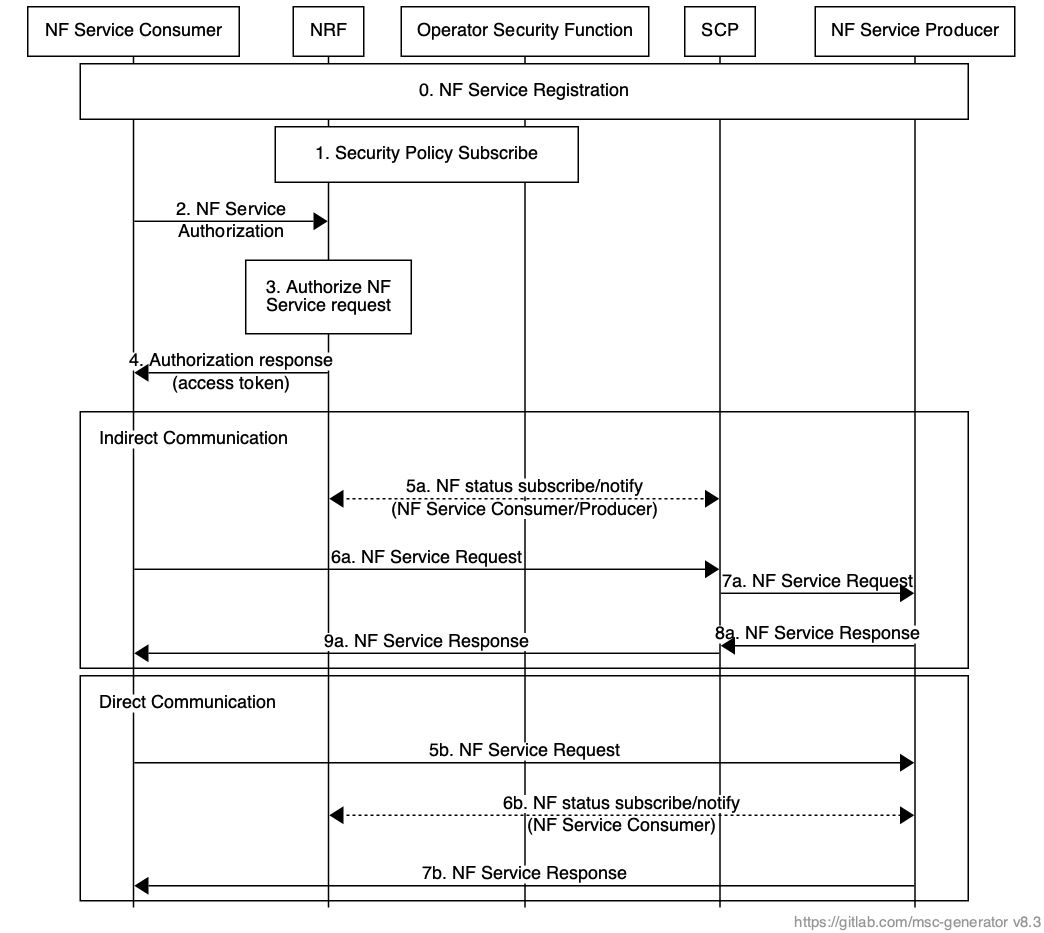 NF Service Consumer
NRF
Operator Security Function
SCP
NF Service Producer
0. NF Service Registration
1. Security Policy Subscribe
2. NF Service
Authorization
3. Authorize NF
Service request
4. Authorization response
(access token)
Indirect Communication
5a. NF status subscribe/notify
(NF Service Consumer/Producer)
6a. NF Service Request
7a. NF Service Request
8a. NF Service Response
9a. NF Service Response
Direct Communication
5b. NF Service Request
6b. NF status subscribe/notify
(NF Service Consumer)
7b. NF Service Response
https://gitlab.com/msc-generator v8.3